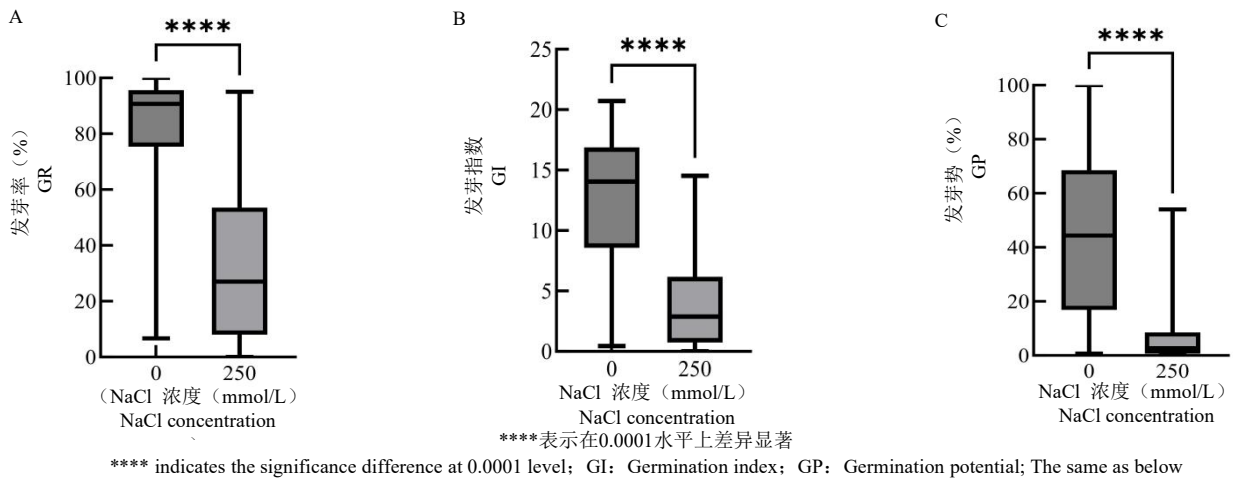 A
****
发芽率（%）
GR
100
80
60
40
20
0
0 250
（NaCl 浓度（mmol/L）
NaCl concentration
B
****
发芽指数
GI
25
20
15
10
5
0
0 250
NaCl 浓度（mmol/L）
NaCl concentration
C
****
发芽势（%）
GP
100
80
60
40
20
0
0 250
NaCl 浓度（mmol/L）
NaCl concentration
****表示在0.0001水平上差异显著
**** indicates the significance difference at 0.0001 level；GI：Germination index；GP：Germination potential; The same as below